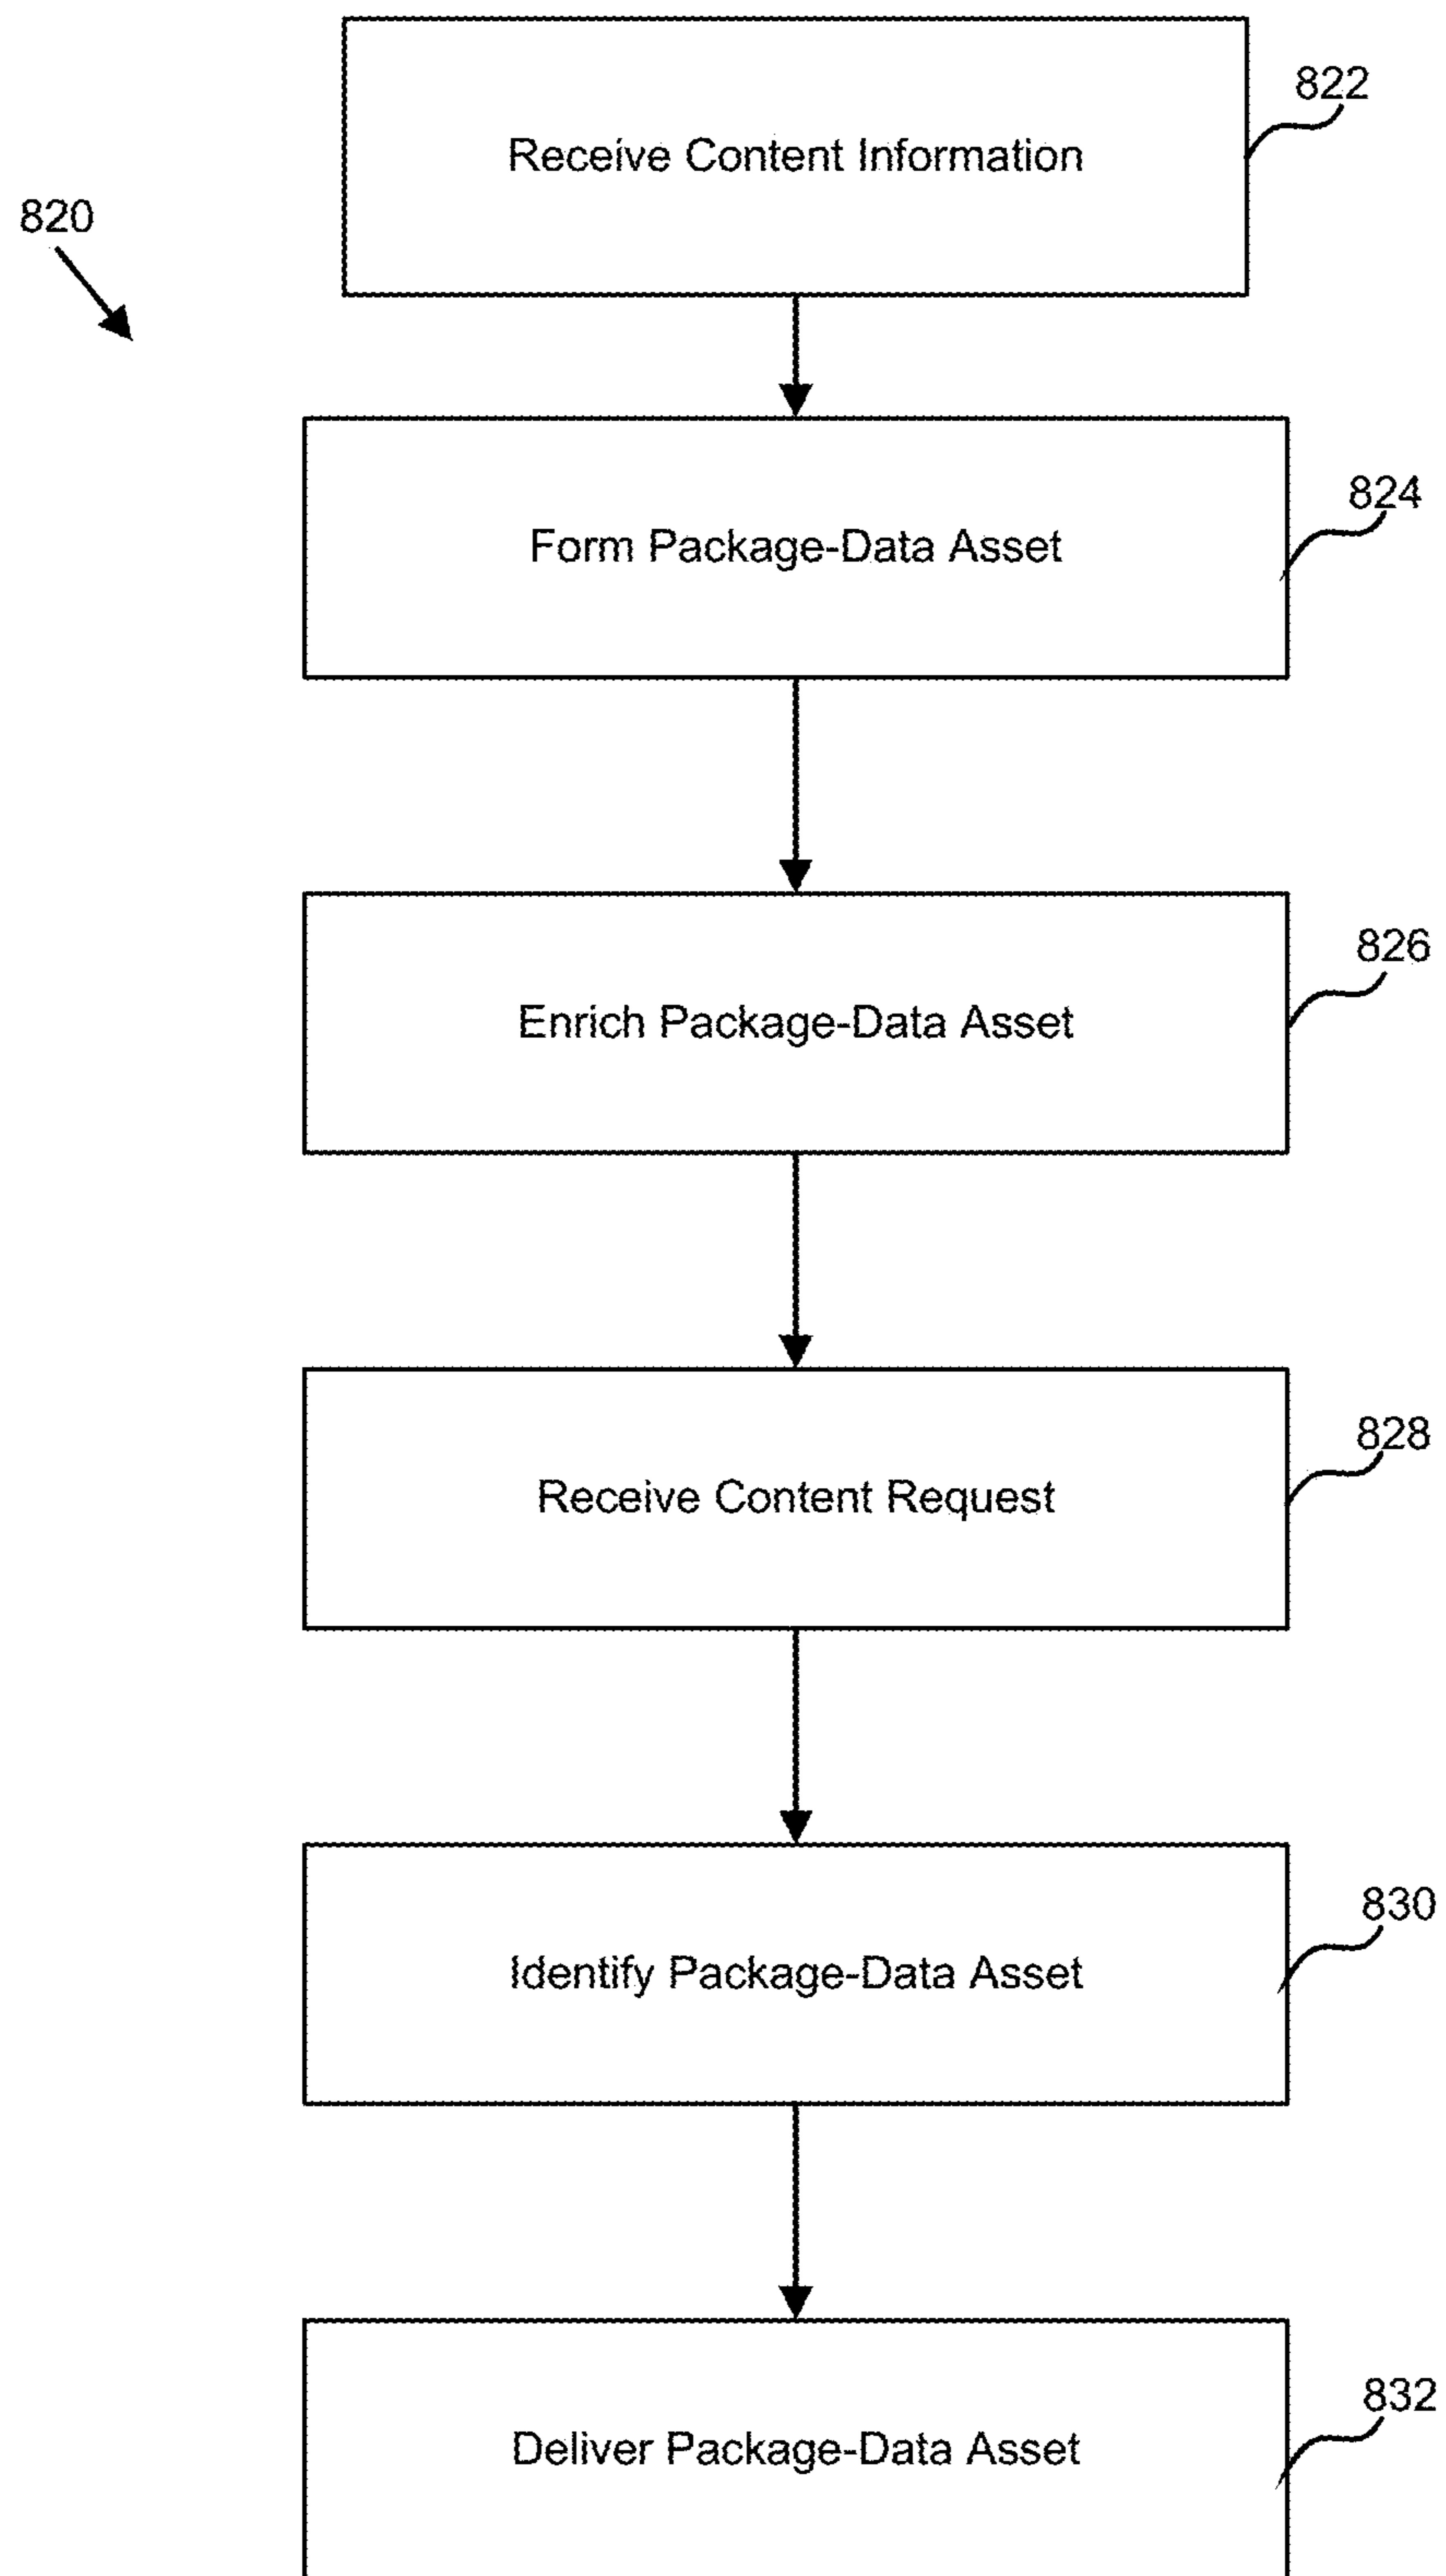 822
Receive Content Information
820
824
Form Package-Data Asset
826
Enrich Package-Data Asset
828
Receive Content Request
830
Identify Package-Data Asset
832
Deliver Package-Data Asset